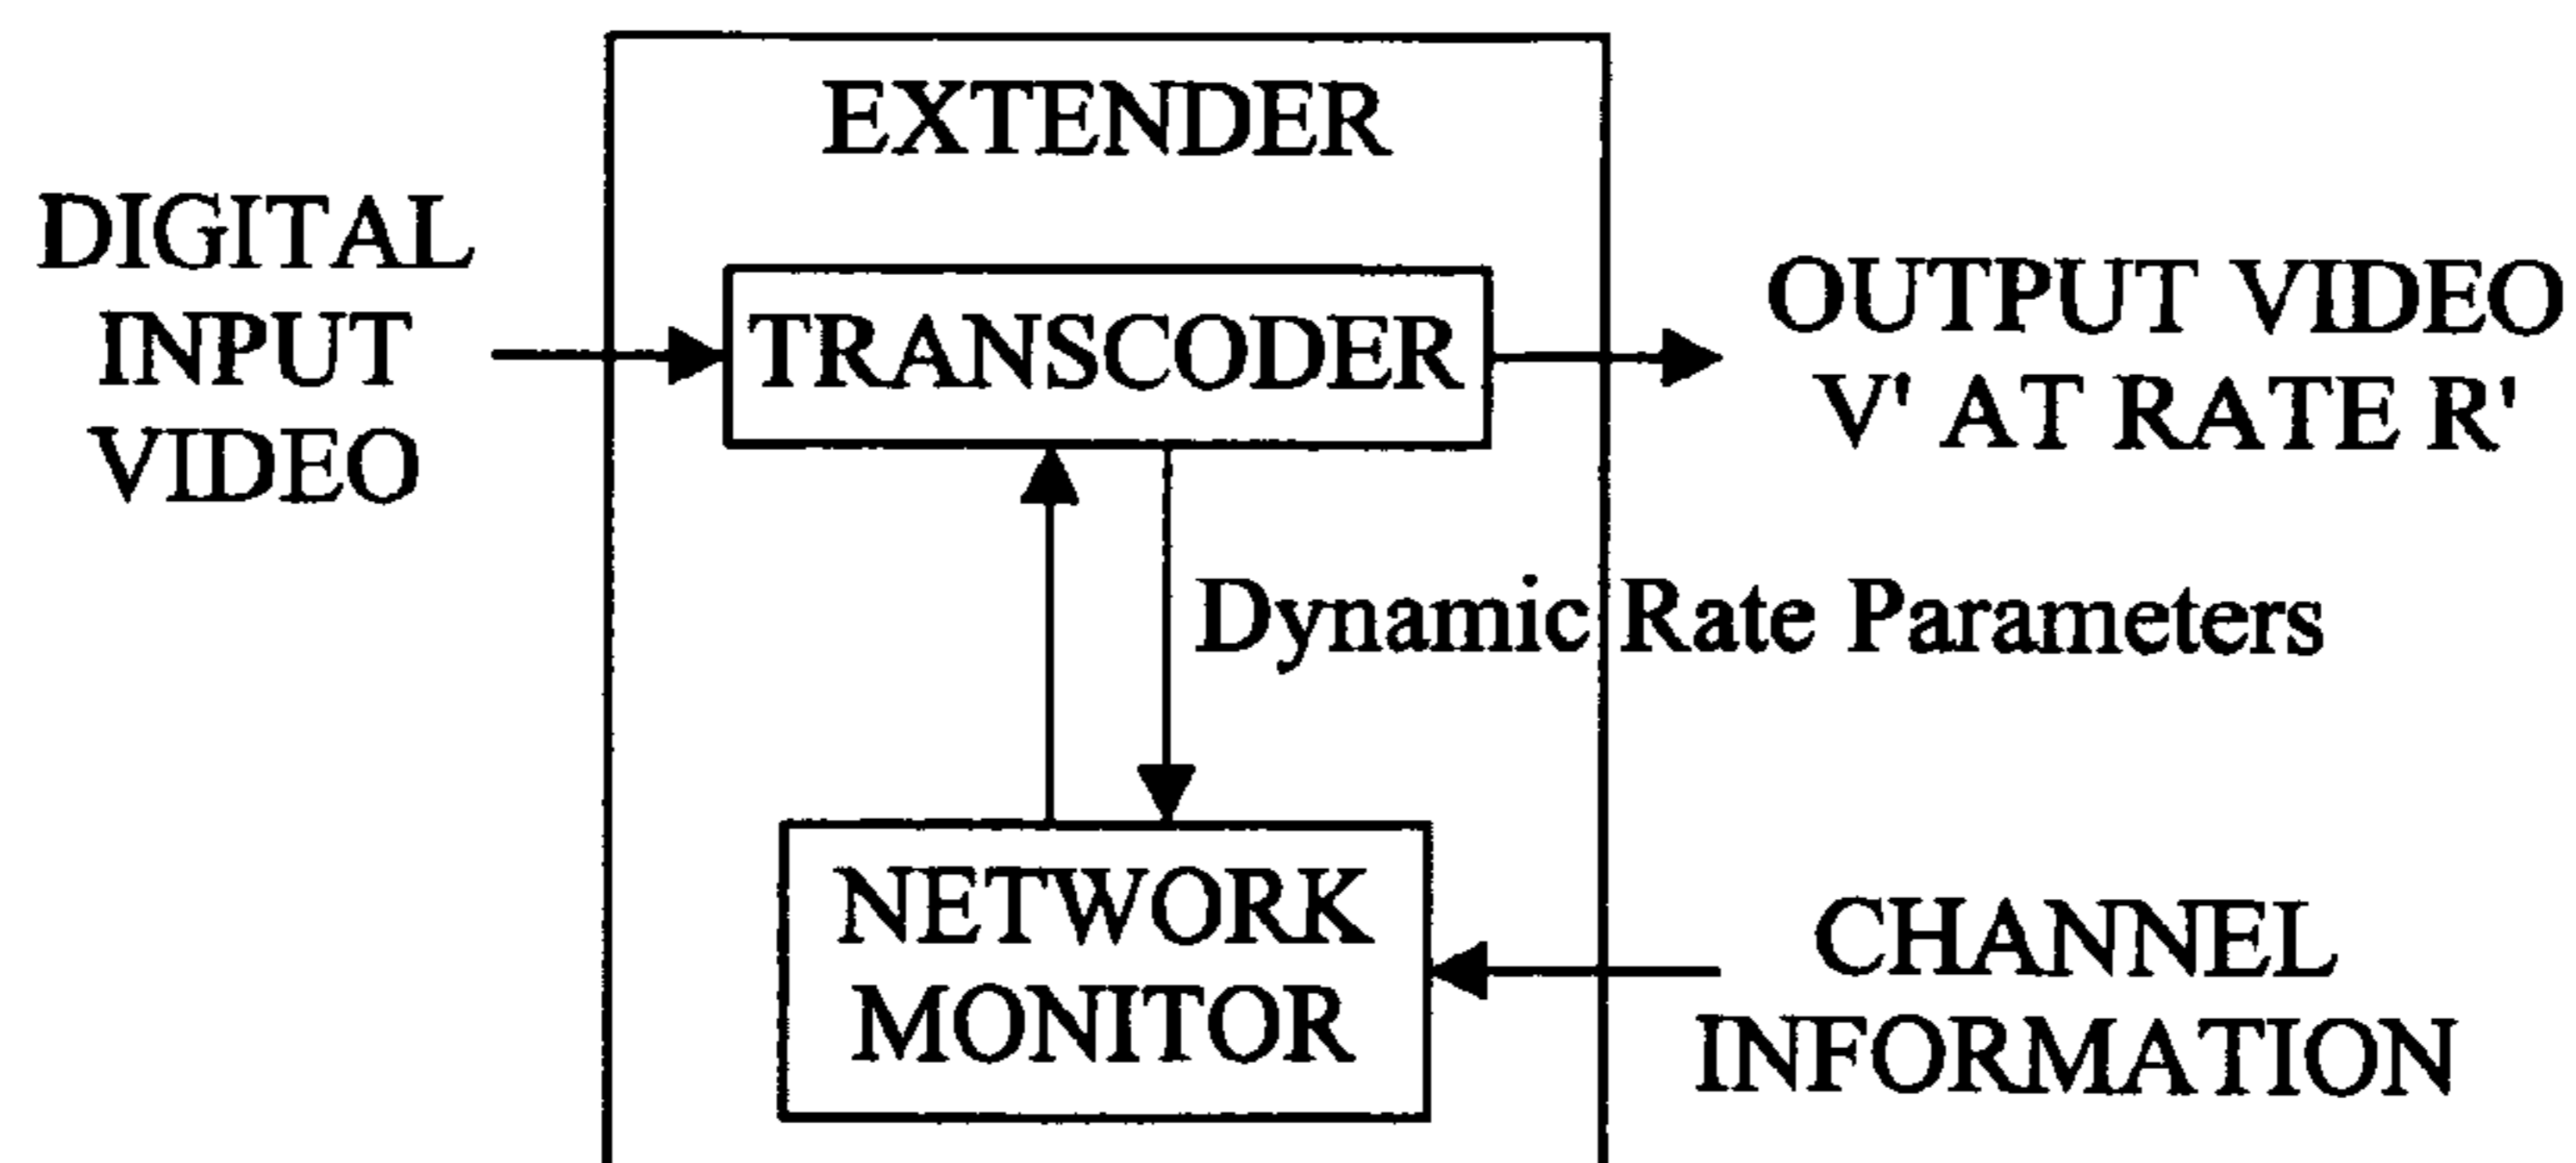 EXTENDER
DIGITAL
INPUT
VIDEO
TRANSCODER
OUTPUT VIDEO
V' AT RATE R'
Dynamic Rate Parameters
NETWORK
MONITOR
CHANNEL
INFORMATION